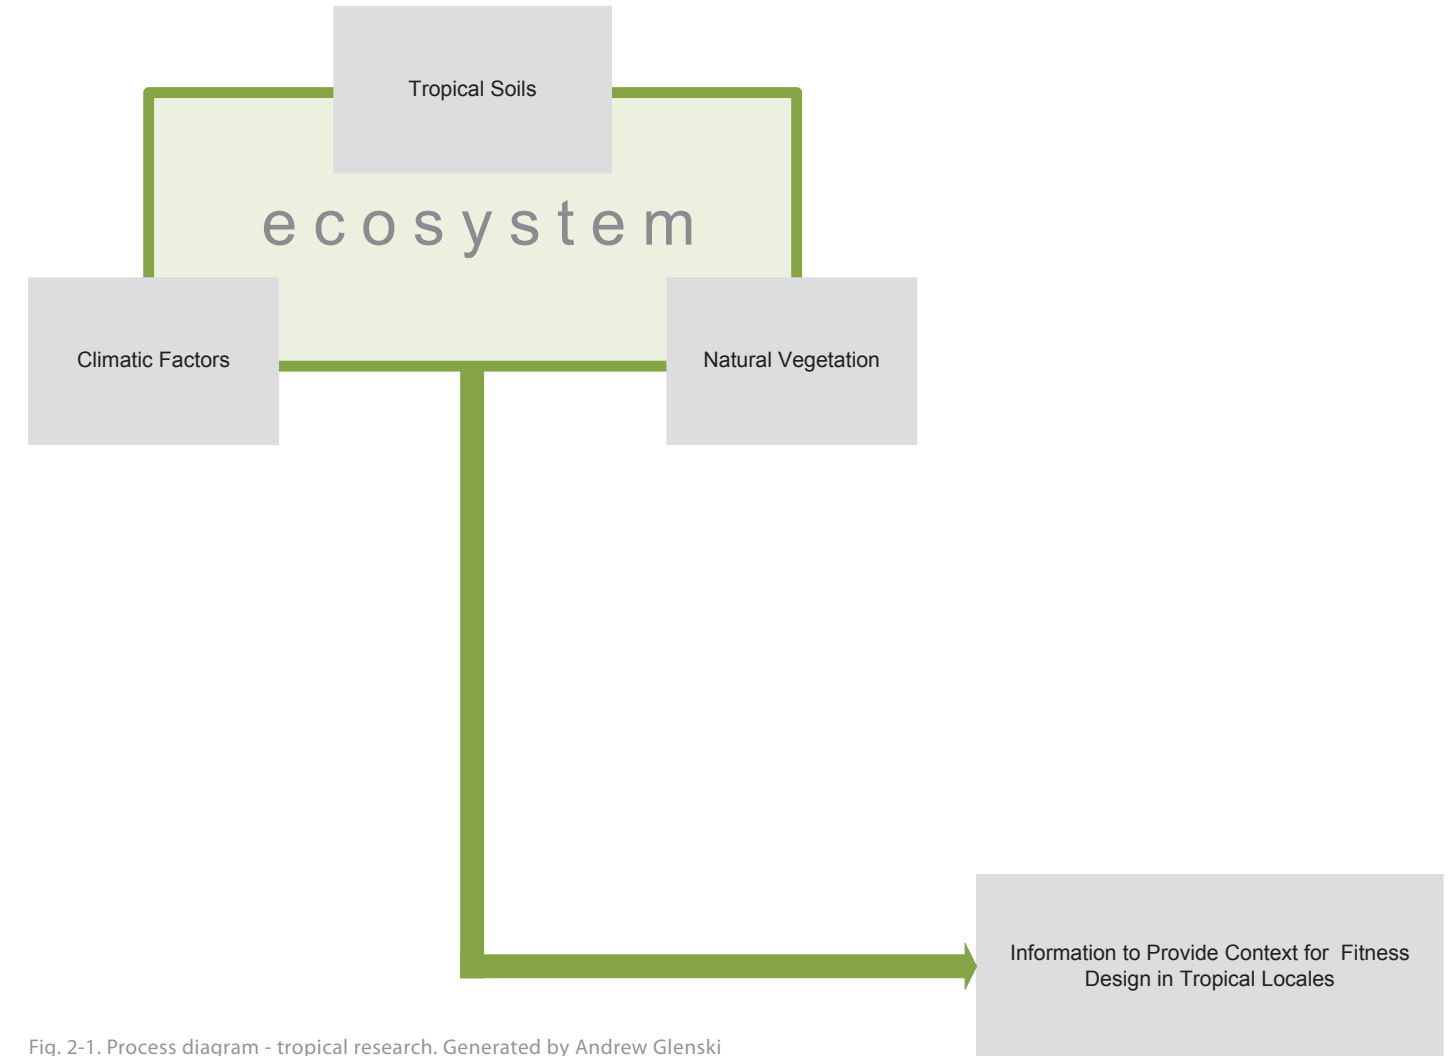 Tropical Soils
ecosystem
Climatic Factors
Natural Vegetation
Information to Provide Context for Fitness
Design in Tropical Locales
Fig. 2-1. Process diagram - tropical research. Generated by Andrew Glenski